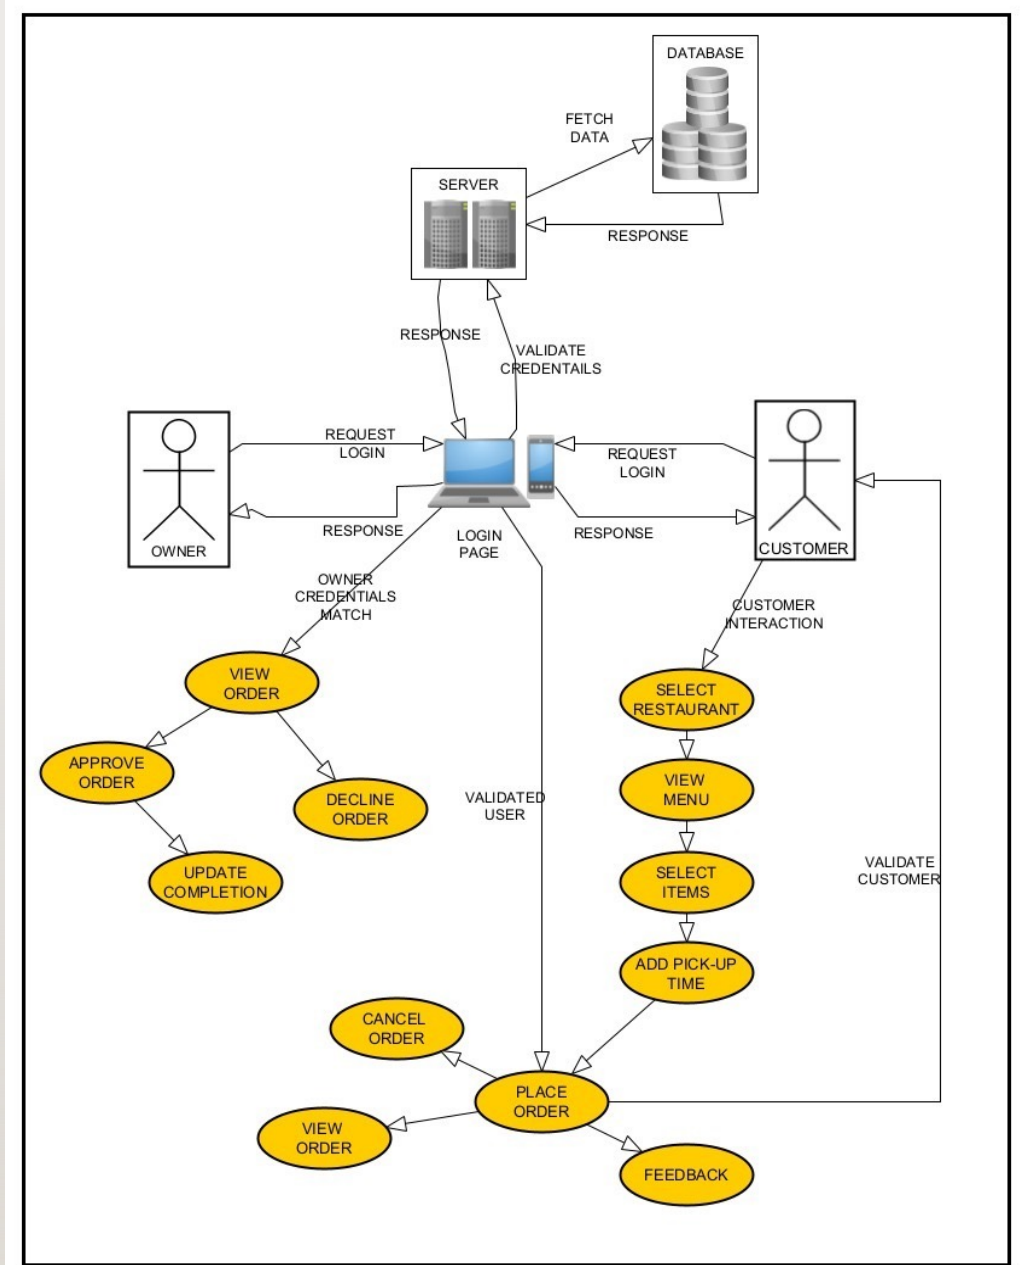 DATABASE
FETCH
DATA
SERVER
RESPONSE
RESPONSE
VALIDATE
CREDENTAILS
REQUEST
LOGIN
REQUEST
LOGIN
RESPONSE
RESPONSE
LOGIN
PAGE
OWNER
CUSTOMER
OWNER
CREDENTIALS
MATCH
CUSTOMER
INTERACTION
VIEW
ORDER
SELECT
RESTAURANT
APPROVE
ORDER
DECLINE
ORDER
VIEW
MENU
VALIDATED
USER
UPDATE
COMPLETION
SELECT
ITEMS
VALIDATE
CUSTOMER
ADD PICK-UP
TIME
CANCEL
ORDER
PLACE
ORDER
VIEW
ORDER
FEEDBACK